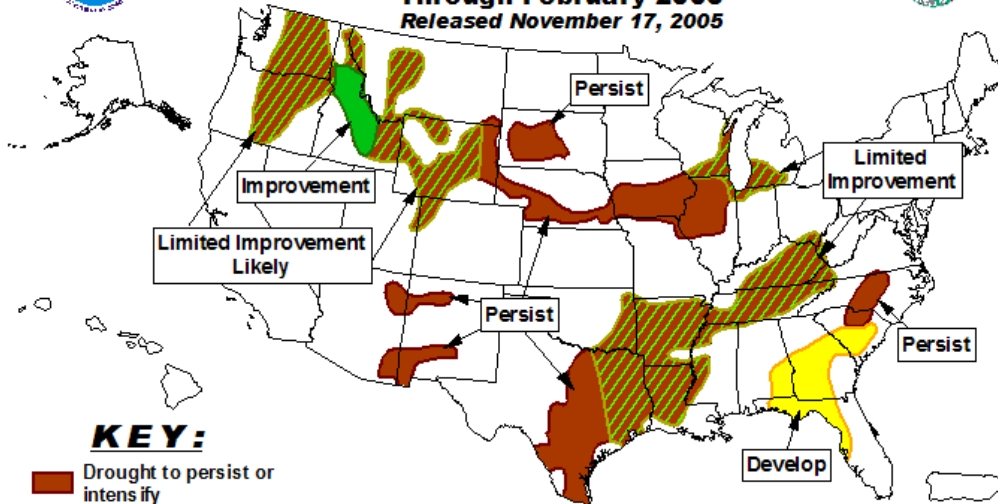 Released November 17, 2005
Persist
Limited
Improvement
Improvement
Limited Improvement
Likely
Persist
Persist
Develop
KEY:
Drought to persist or
intensify